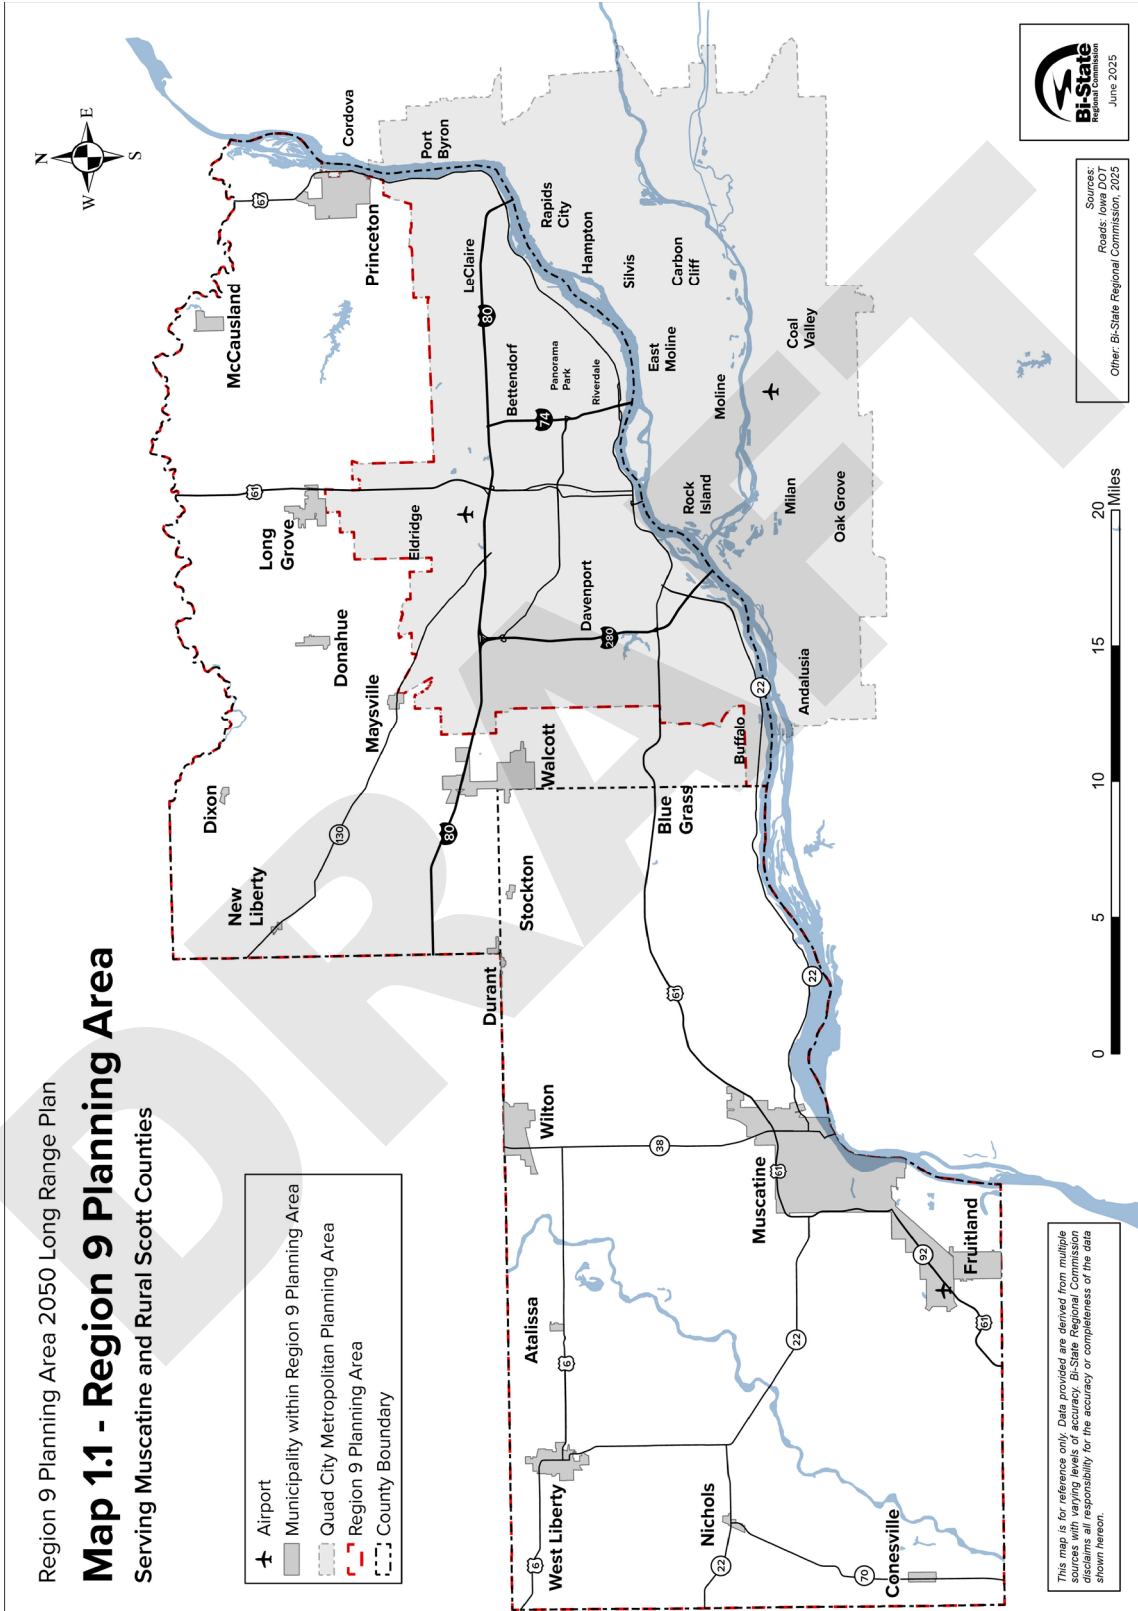 Region 9 Planning Area 2050 Long Range Plan
Map 1.1 - Region 9 Planning Area
Serving Muscatine and Rural Scott Counties
N
W
E
S
Airport
Municipality within Region 9 Planning Area
Quad City Metropolitan Planning Area
Region 9 Planning Area
County Boundary
DRAFT
New
Liberty
Dixon
Donahue
Long
Grove
McCausland
Princeton
Cordova
Port
Byron
Maysville
Eldridge
LeClaire
Rapids
City
Hampton
Silvis
Carbon
Cliff
Bettendorf
Panorama
Park
Riverdale
East
Moline
Moline
Coal
Valley
Rock
Island
Milan
Oak Grove
Davenport
Andalusia
Buffalo
Blue
Grass
Walcott
Stockton
Durant
Wilton
Atalissa
West Liberty
Nichols
Conesville
Muscatine
Fruitland
67
61
130
80
80
74
280
22
61
22
38
61
92
61
22
6
6
22
70
0
5
10
15
20
Miles
This map is for reference only. Data provided are derived from multiple
sources with varying levels of accuracy. Bi-State Regional Commission
disclaims all responsibility for the accuracy or completeness of the data
shown hereon.
Sources:
Roads: Iowa DOT
Other: Bi-State Regional Commission, 2025
Bi-State
Regional Commission
June 2025